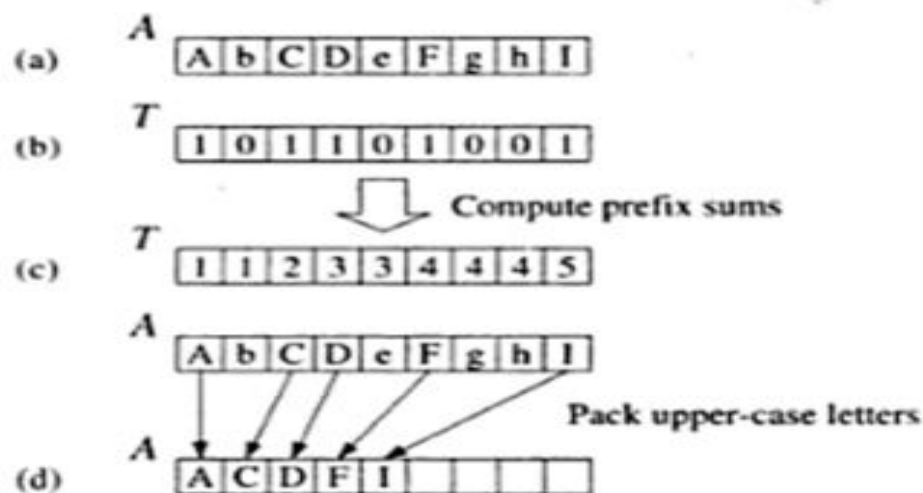 A
(a) A b C D e F g h I
T
(b) 1 0 1 1 0 1 0 0 1
Compute prefix sums
T
(c) 1 1 2 3 3 4 4 4 5
A
A b C D e F g h I
Pack upper-case letters
A
(d) A C D F I